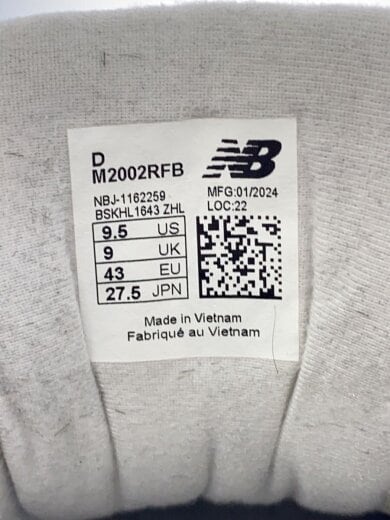 D
M2002RFB
NB
NBJ-1162259
BSKHL1643 ZHL
MFG:01/2024
LOC:22
9.5 US
9 UK
43 EU
27.5 JPN
Made in Vietnam
Fabriqué au Vietnam